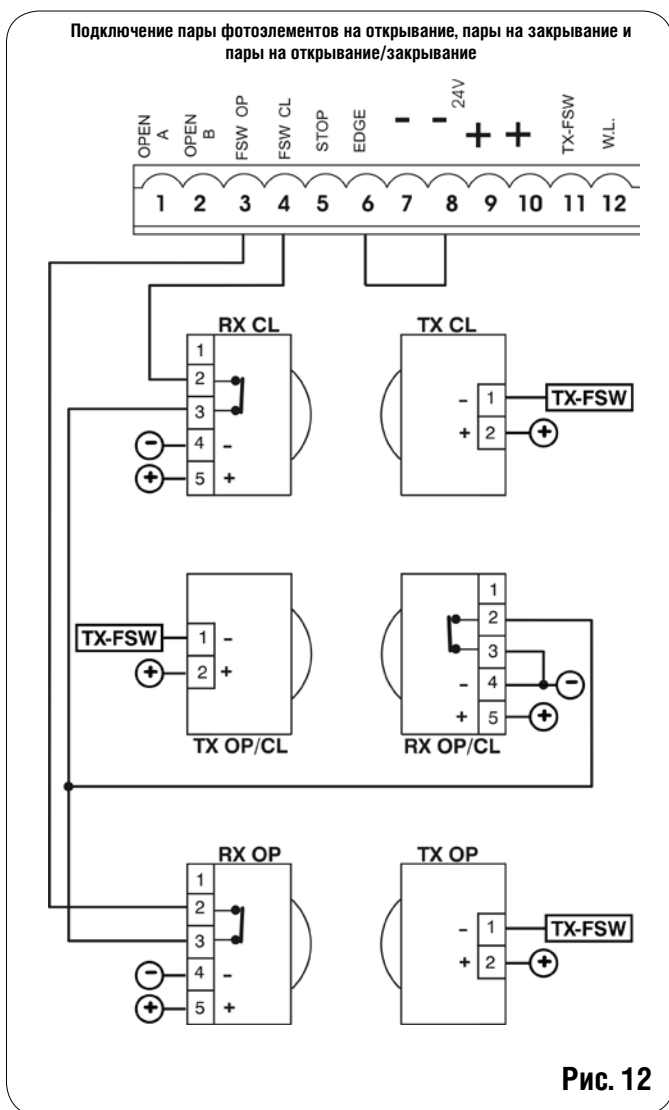 Подключение пары фотоэлементов на открывание, пары на закрывание и
пары на открывание/закрывание
OPEN A
OPEN B
FSW OP
FSW CL
STOP
EDGE
- - 24V
+ +
TX-FSW
W.L.
1 2 3 4 5 6 7 8 9 10 11 12
RX CL
1
2
3
- 4 -
+ 5 +
TX CL
- 1 TX-FSW
+ 2 +
TX-FSW 1 -
+ 2 +
TX OP/CL
1
2
3
- 4 -
+ 5 +
RX OP/CL
RX OP
1
2
3
- 4 -
+ 5 +
TX OP
- 1 TX-FSW
+ 2 +
Рис. 12